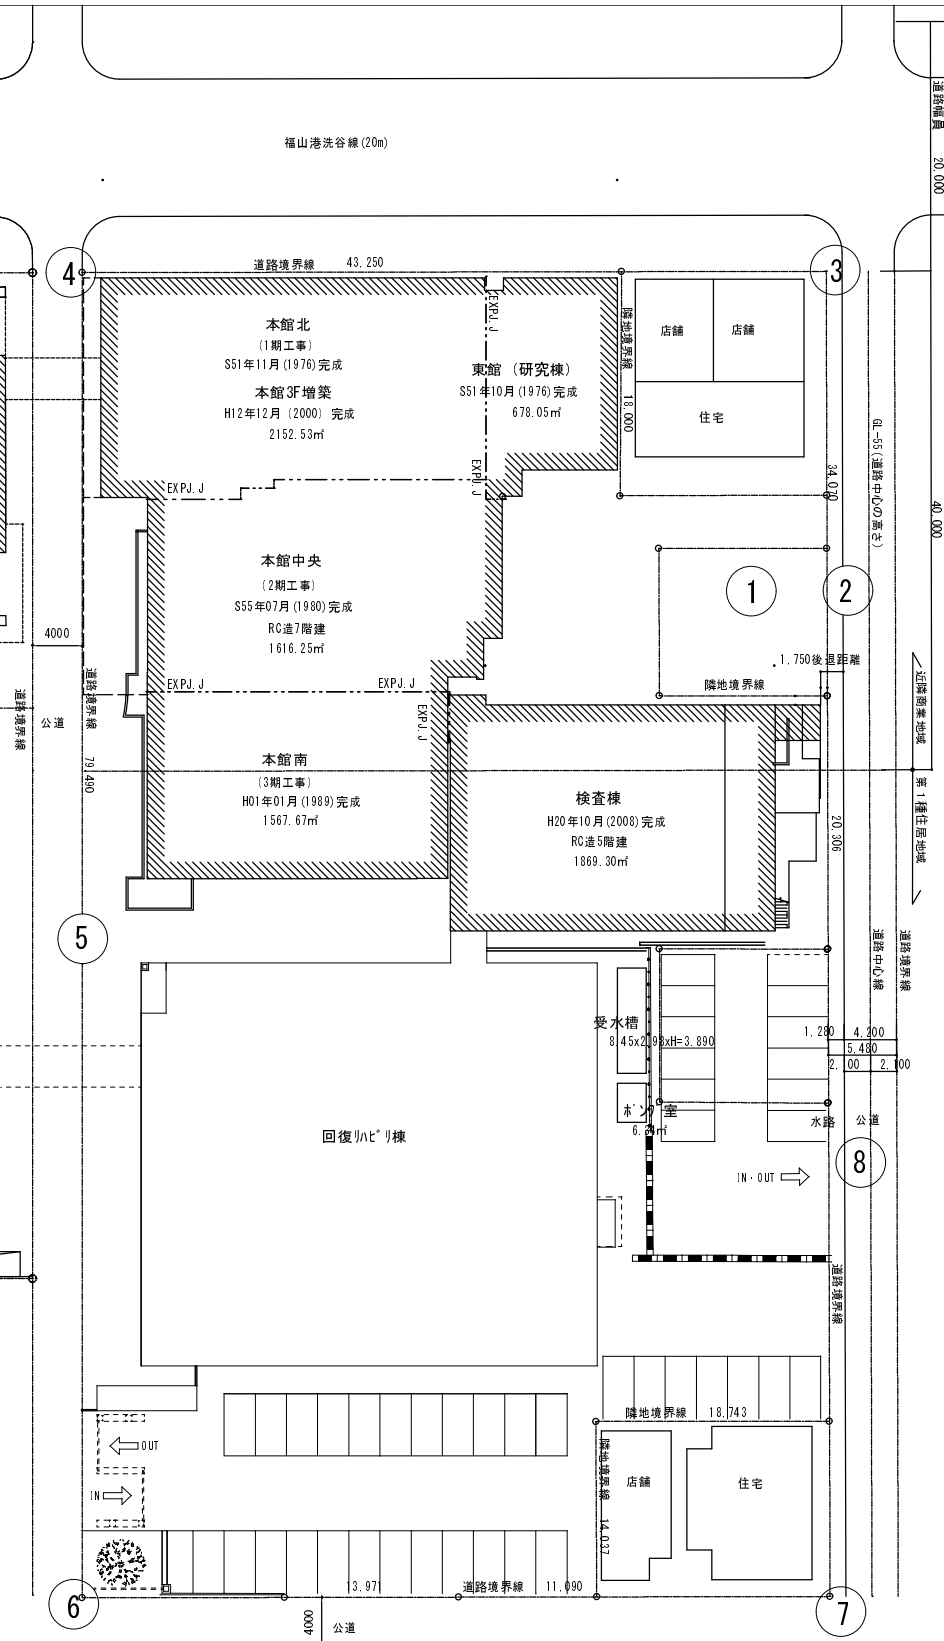 道路幅員 20.000
福山港洗谷線(20m)
4
道路境界線 43.250
3
本館北
(1期工事)
S51年11月(1976)完成
本館3F増築
H12年12月 (2000) 完成
2152.53㎡
EXPJ.J
東館 (研究棟)
S51年10月(1976)完成
678.05㎡
隣地境界線 18.000
店舗
店舗
住宅
GL-55(道路中心の高さ)
34.070
40.000
EXPJ.J
EXPJ.J
本館中央
(2期工事)
S55年07月(1980)完成
RC造7階建
1616.25㎡
1
2
4000
道路境界線
公道
道路境界線
79.490
EXPJ.J
EXPJ.J
EXPJ.J
1.750後退距離
隣地境界線
近隣商業地域
第1種住居地域
本館南
(3期工事)
H01年01月(1989)完成
1567.67㎡
検査棟
H20年10月(2008)完成
RC造5階建
1869.30㎡
20.306
5
道路中心線
道路境界線
受水槽
8.45x2.93xH=3.890
1.280
4.200
5.480
2.100
2.100
ポンプ室
水路
公道
回復リハビリ棟
8
IN・OUT
道路境界線
隣地境界線 18.743
OUT
IN
隣地境界線 14.037
店舗
住宅
6
13.971
道路境界線
11.090
7
4000
公道